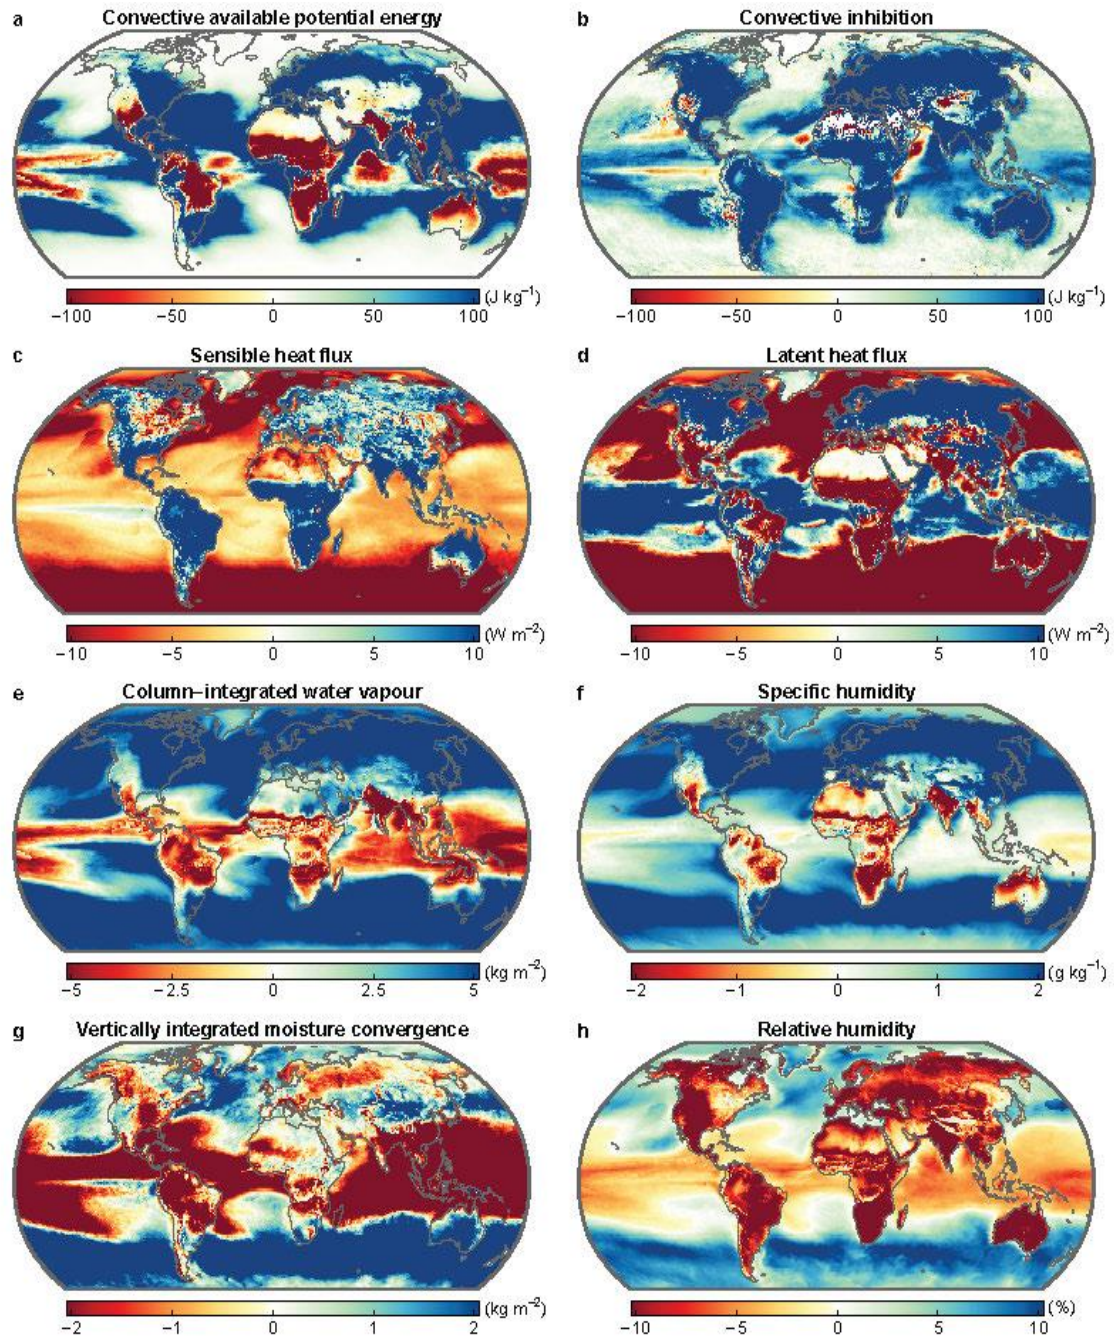 a Convective available potential energy
b Convective inhibition
−100 −50 0 50 100 (J kg⁻¹)
−100 −50 0 50 100 (J kg⁻¹)
c Sensible heat flux
d Latent heat flux
−10 −5 0 5 10 (W m⁻²)
−10 −5 0 5 10 (W m⁻²)
e Column−integrated water vapour
f Specific humidity
−5 −2.5 0 2.5 5 (kg m⁻²)
−2 −1 0 1 2 (g kg⁻¹)
g Vertically integrated moisture convergence
h Relative humidity
−2 −1 0 1 2 (kg m⁻²)
−10 −5 0 5 10 (%)